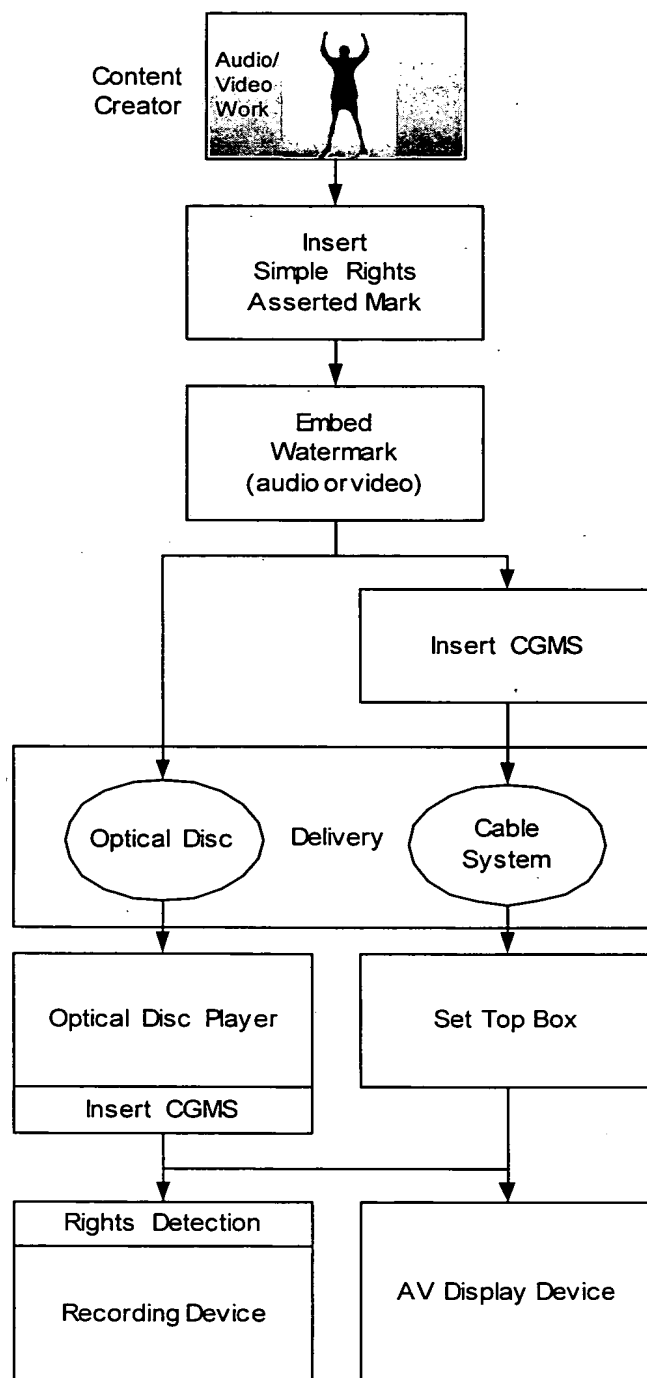 Content
Creator
Audio/
Video
Work
Insert
Simple Rights
Asserted Mark
Embed
Watermark
(audio or video)
Insert CGMS
Optical Disc
Delivery
Cable
System
Optical Disc Player
Insert CGMS
Set Top Box
Rights Detection
Recording Device
AV Display Device